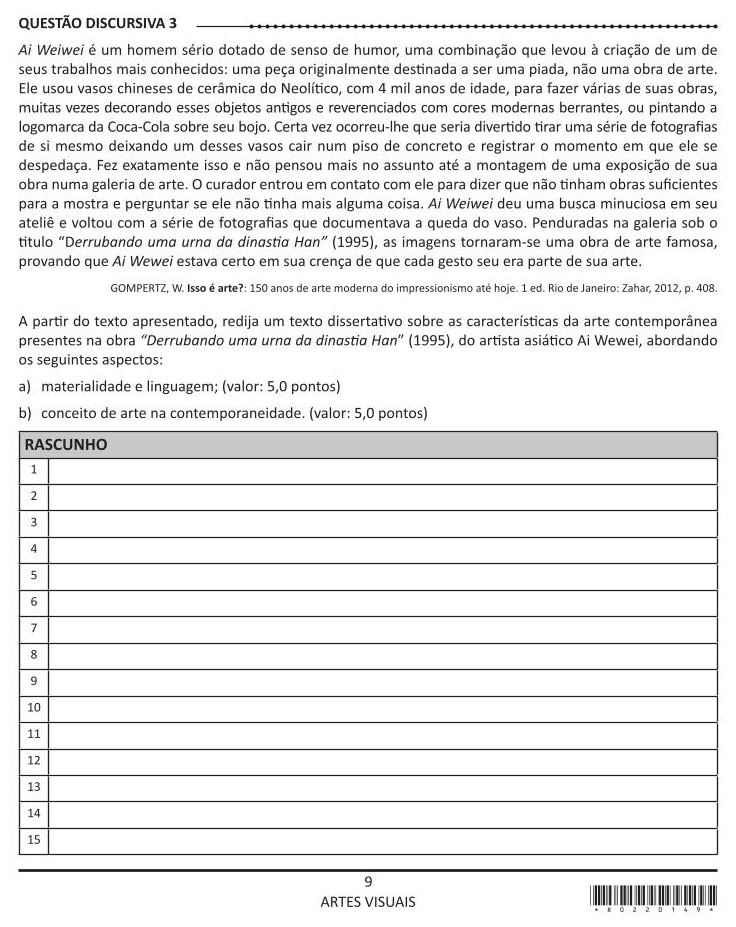 QUESTÃO DISCURSIVA 3
Ai Weiwei é um homem sério dotado de senso de humor, uma combinação que levou à criação de um de
seus trabalhos mais conhecidos: uma peça originalmente destinada a ser uma piada, não uma obra de arte.
Ele usou vasos chineses de cerâmica do Neolítico, com 4 mil anos de idade, para fazer várias de suas obras,
muitas vezes decorando esses objetos antigos e reverenciados com cores modernas berrantes, ou pintando a
logomarca da Coca-Cola sobre seu bojo. Certa vez ocorreu-lhe que seria divertido tirar uma série de fotografias
de si mesmo deixando um desses vasos cair num piso de concreto e registrar o momento em que ele se
despedaça. Fez exatamente isso e não pensou mais no assunto até a montagem de uma exposição de sua
obra numa galeria de arte. O curador entrou em contato com ele para dizer que não tinham obras suficientes
para a mostra e perguntar se ele não tinha mais alguma coisa. Ai Weiwei deu uma busca minuciosa em seu
ateliê e voltou com a série de fotografias que documentava a queda do vaso. Penduradas na galeria sob o
título “Derrubando uma urna da dinastia Han” (1995), as imagens tornaram-se uma obra de arte famosa,
provando que Ai Wewei estava certo em sua crença de que cada gesto seu era parte de sua arte.
GOMPERTZ, W. Isso é arte?: 150 anos de arte moderna do impressionismo até hoje. 1 ed. Rio de Janeiro: Zahar, 2012, p. 408.
A partir do texto apresentado, redija um texto dissertativo sobre as características da arte contemporânea
presentes na obra “Derrubando uma urna da dinastia Han” (1995), do artista asiático Ai Wewei, abordando
os seguintes aspectos:
a) materialidade e linguagem; (valor: 5,0 pontos)
b) conceito de arte na contemporaneidade. (valor: 5,0 pontos)
RASCUNHO
1
2
3
4
5
6
7
8
9
10
11
12
13
14
15
9
ARTES VISUAIS
*R0220149*